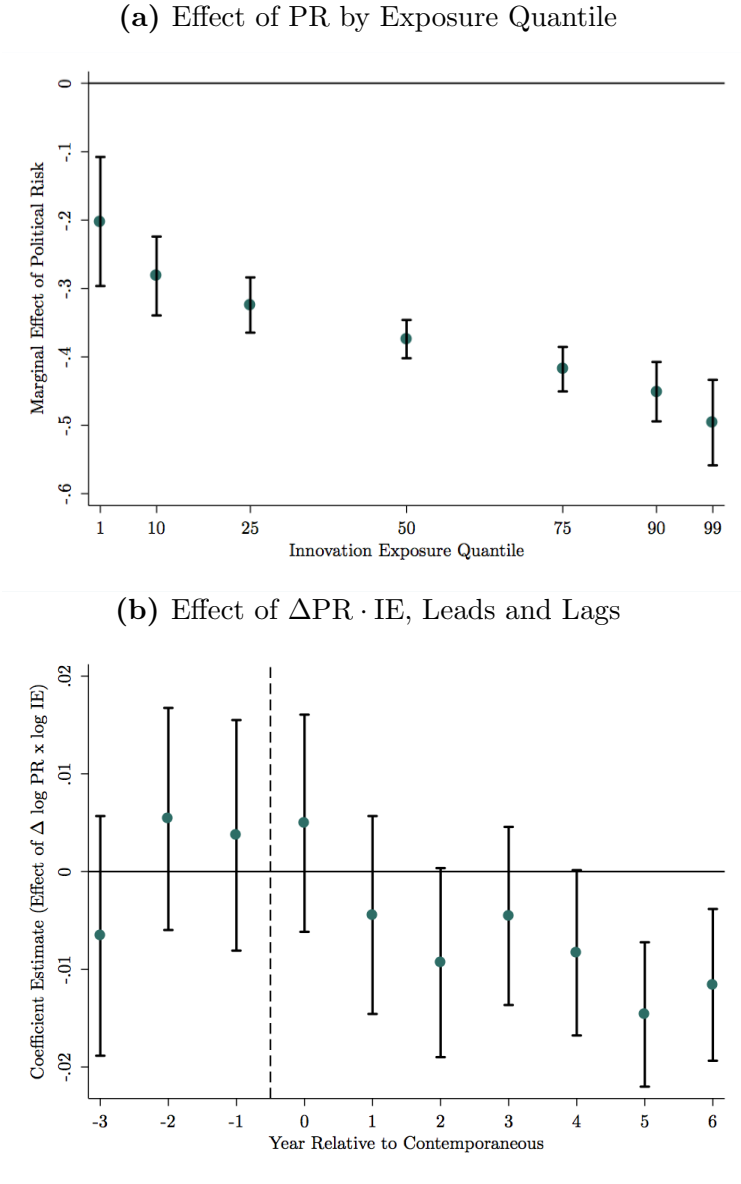 (a) Effect of PR by Exposure Quantile
Marginal Effect of Political Risk
0
-.1
-.2
-.3
-.4
-.5
-.6
1 10 25 50 75 90 99
Innovation Exposure Quantile
(b) Effect of ΔPR · IE, Leads and Lags
Coefficient Estimate (Effect of Δ log PR x log IE)
.02
.01
0
-.01
-.02
-3 -2 -1 0 1 2 3 4 5 6
Year Relative to Contemporaneous